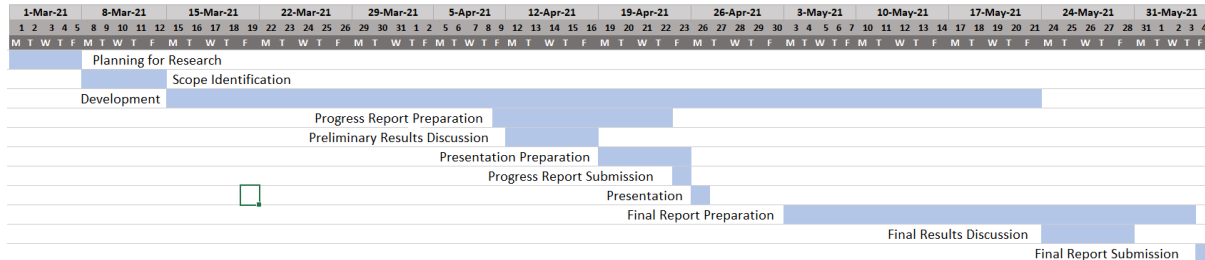 1-Mar-21 8-Mar-21 15-Mar-21 22-Mar-21 29-Mar-21 5-Apr-21 12-Apr-21 19-Apr-21 26-Apr-21 3-May-21 10-May-21 17-May-21 24-May-21 31-May-21
1 2 3 4 5 8 9 10 11 12 15 16 17 18 19 22 23 24 25 26 29 30 31 1 2 5 6 7 8 9 12 13 14 15 16 19 20 21 22 23 26 27 28 29 30 3 4 5 6 7 10 11 12 13 14 17 18 19 20 21 24 25 26 27 28 31 1 2 3 4
M T W T F M T W T F M T W T F M T W T F M T W T F M T W T F M T W T F M T W T F M T W T F M T W T F M T W T F M T W T F M T W T F M T W T F
Planning for Research
Scope Identification
Development
Progress Report Preparation
Preliminary Results Discussion
Presentation Preparation
Progress Report Submission
Presentation
Final Report Preparation
Final Results Discussion
Final Report Submission